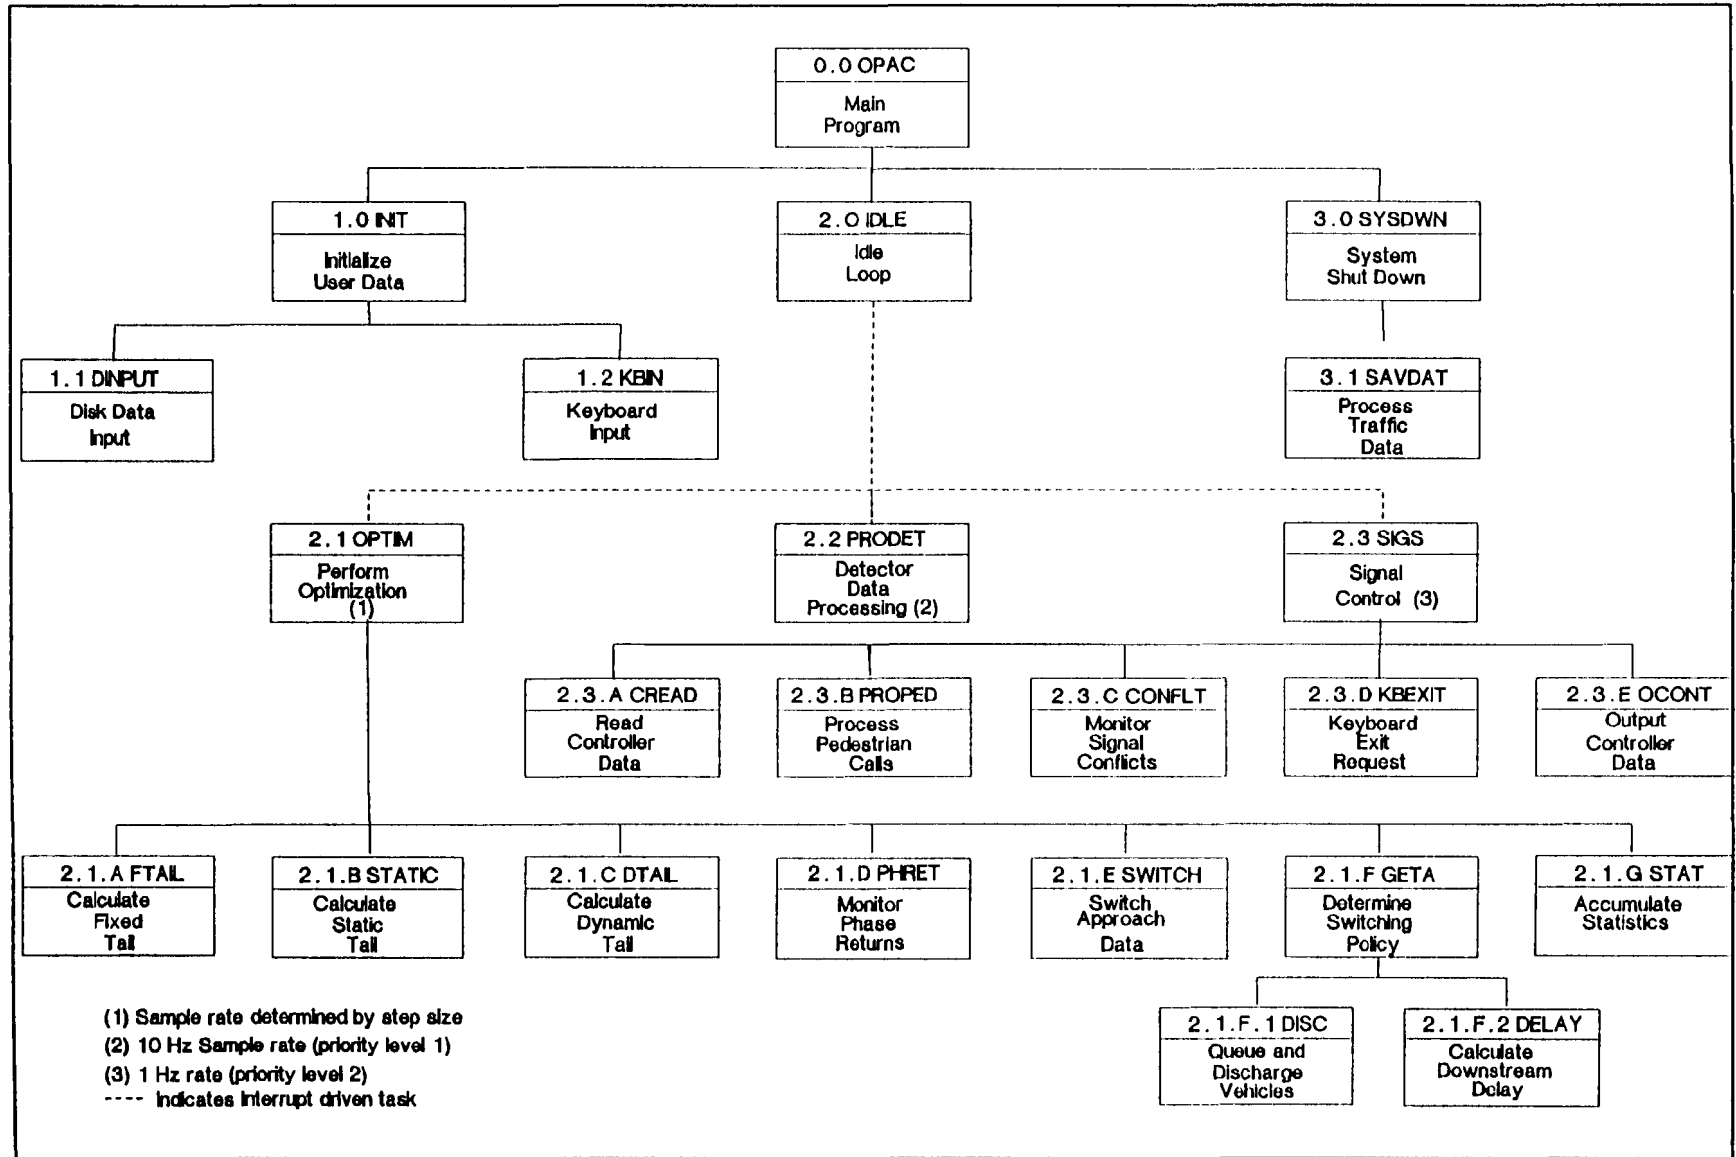 0.0 OPAC
Main
Program
1.0 INIT
Initialize
User Data
2.0 IDLE
Idle
Loop
3.0 SYSDWN
System
Shut Down
1.1 DINPUT
Disk Data
Input
1.2 KBIN
Keyboard
Input
3.1 SAVDAT
Process
Traffic
Data
2.1 OPTIM
Perform
Optimization
(1)
2.2 PRODET
Detector
Data
Processing (2)
2.3 SIGS
Signal
Control (3)
2.3.A CREAD
Read
Controller
Data
2.3.B PROPED
Process
Pedestrian
Calls
2.3.C CONFLT
Monitor
Signal
Conflicts
2.3.D KBEXIT
Keyboard
Exit
Request
2.3.E OCONT
Output
Controller
Data
2.1.A FTAIL
Calculate
Fixed
Tail
2.1.B STATIC
Calculate
Static
Tail
2.1.C DTAIL
Calculate
Dynamic
Tail
2.1.D PHRET
Monitor
Phase
Returns
2.1.E SWITCH
Switch
Approach
Data
2.1.F GETA
Determine
Switching
Policy
2.1.G STAT
Accumulate
Statistics
2.1.F.1 DISC
Queue and
Discharge
Vehicles
2.1.F.2 DELAY
Calculate
Downstream
Delay
(1) Sample rate determined by step size
(2) 10 Hz Sample rate (priority level 1)
(3) 1 Hz rate (priority level 2)
---- Indicates Interrupt driven task